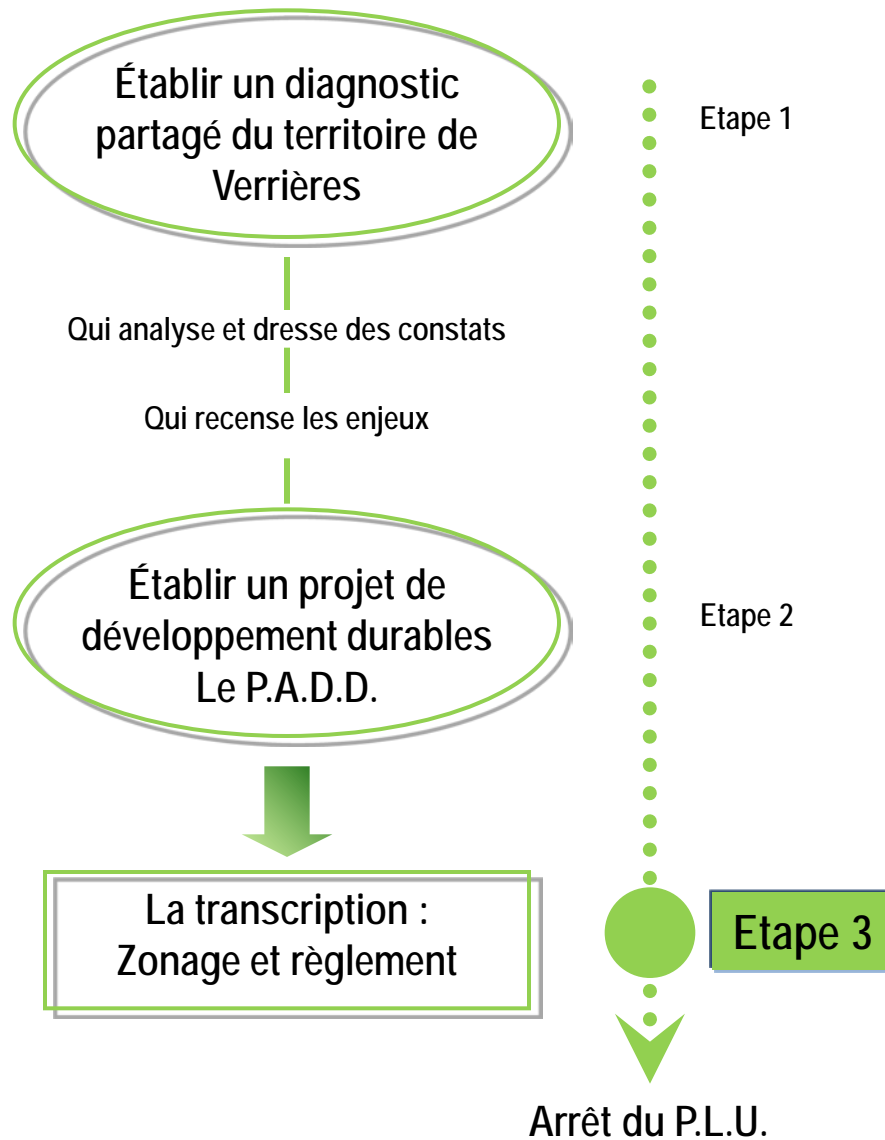 Établir un diagnostic
partagé du territoire de
Verrières
Etape 1
Qui analyse et dresse des constats
Qui recense les enjeux
Établir un projet de
développement durables
Le P.A.D.D.
Etape 2
La transcription :
Zonage et règlement
Etape 3
Arrêt du P.L.U.